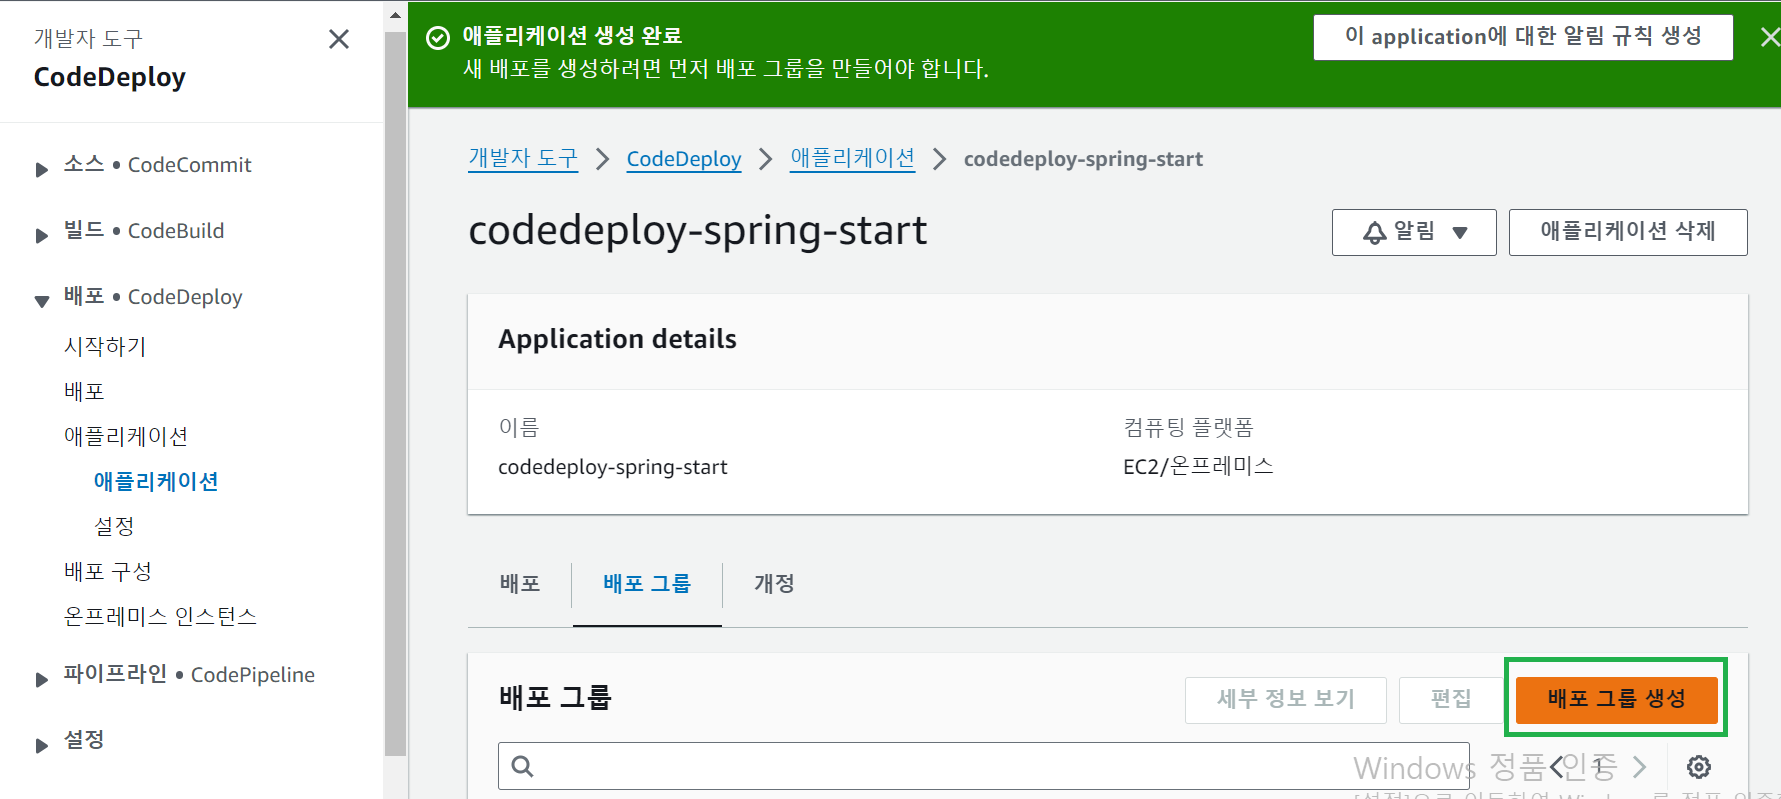 개발자 도구
CodeDeploy
소스 • CodeCommit
빌드 • CodeBuild
배포 • CodeDeploy
시작하기
배포
애플리케이션
애플리케이션
설정
배포 구성
온프레미스 인스턴스
파이프라인 • CodePipeline
설정
애플리케이션 생성 완료
새 배포를 생성하려면 먼저 배포 그룹을 만들어야 합니다.
이 application에 대한 알림 규칙 생성
개발자 도구 > CodeDeploy > 애플리케이션 > codedeploy-spring-start
codedeploy-spring-start
알림
애플리케이션 삭제
Application details
이름
codedeploy-spring-start
컴퓨팅 플랫폼
EC2/온프레미스
배포
배포 그룹
개정
배포 그룹
세부 정보 보기
편집
배포 그룹 생성
1
Windows 정품 인증